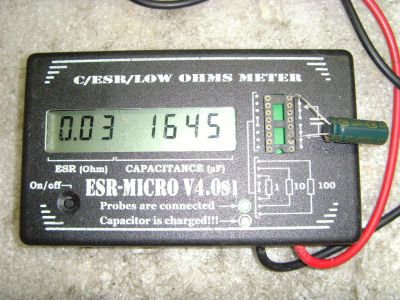 C/ESR/LOW OHMS METER
0.03 1645
ESR (Ohm) CAPACITANCE (µF)
On/off
ESR-MICRO V4.0S1
1 10 100
Probes are connected
Capacitor is charged!!!